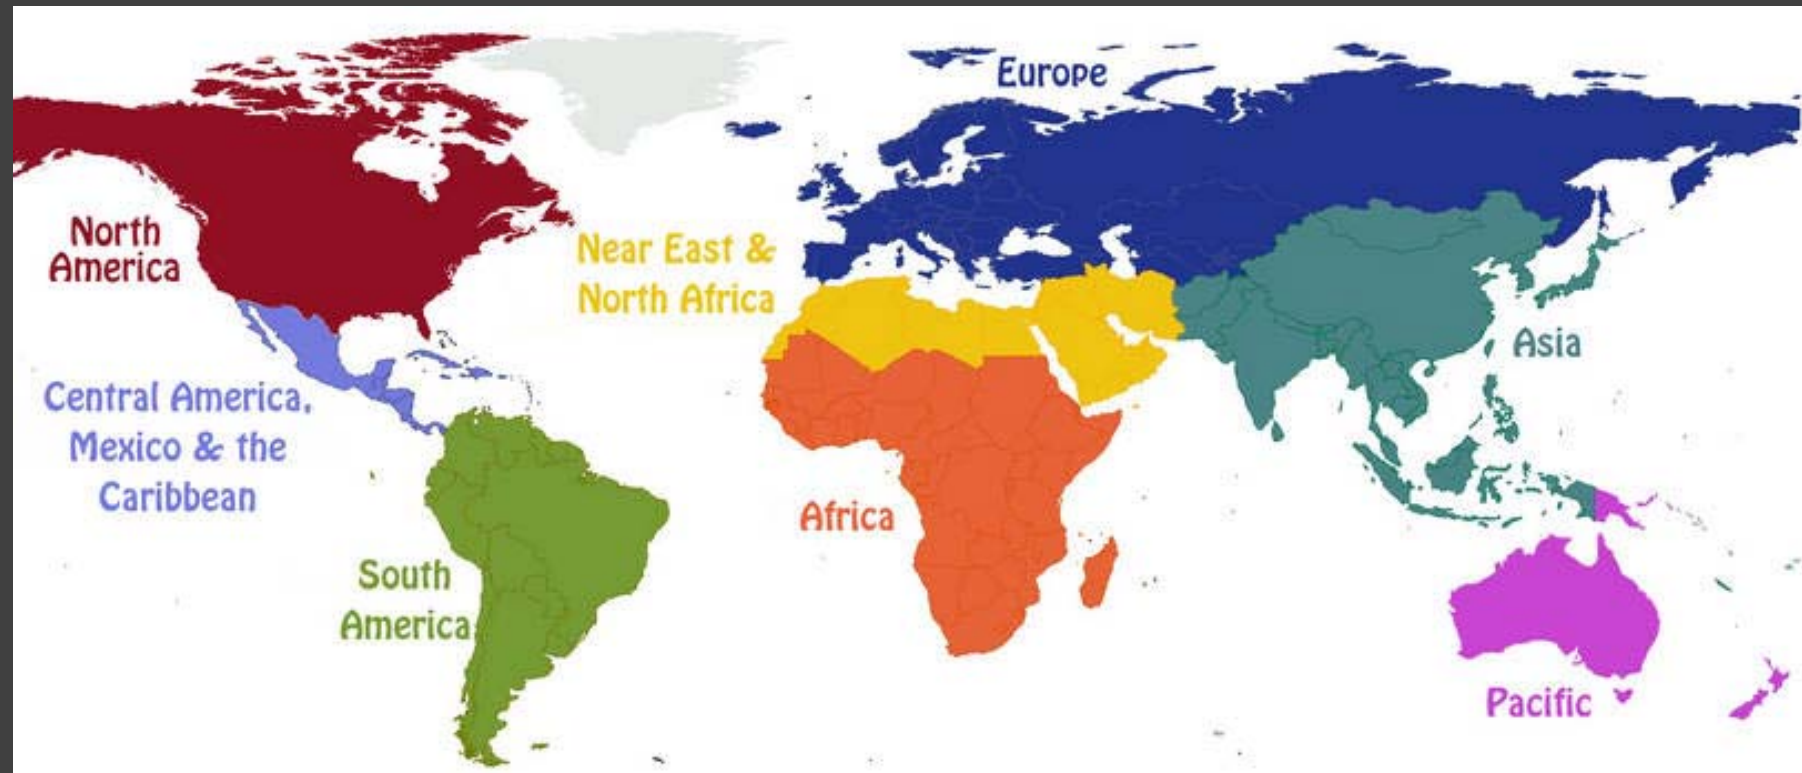 Europe
North
America
Near East &
North Africa
Asia
Central America,
Mexico & the
Caribbean
Africa
South
America
Pacific